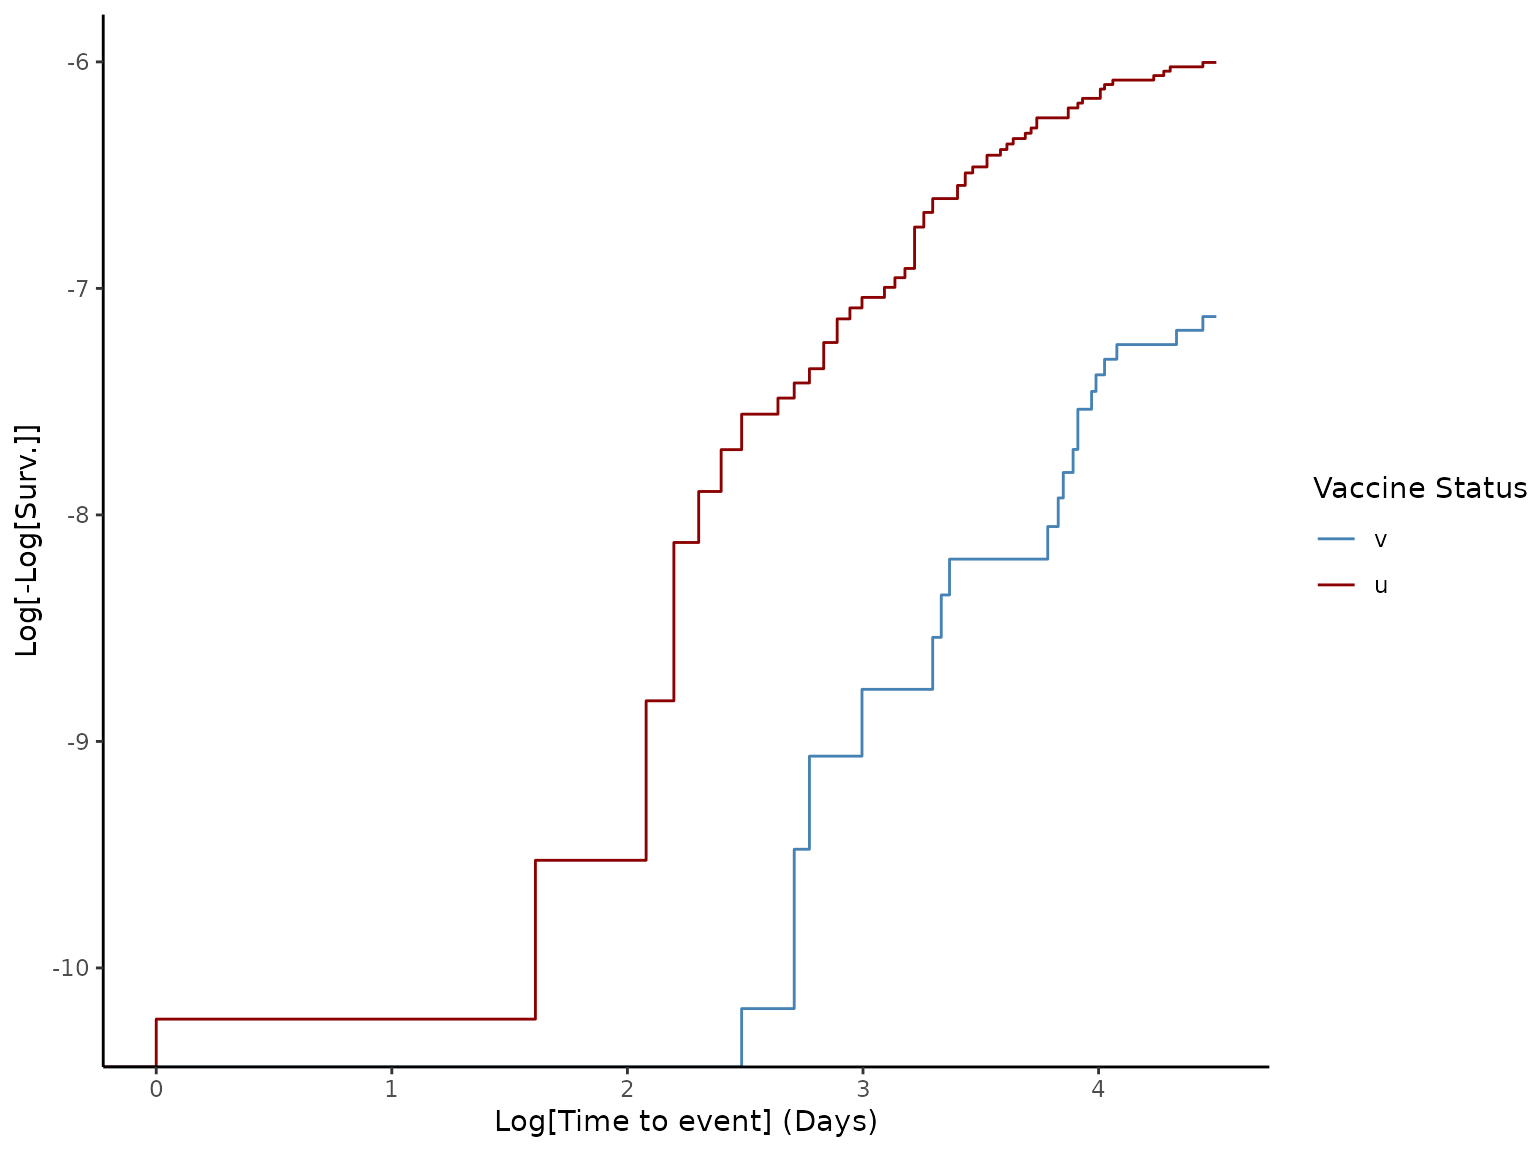 -6
-7
-8
-9
-10
Log[-Log[Surv.]]
0 1 2 3 4
Log[Time to event] (Days)
Vaccine Status
v
u